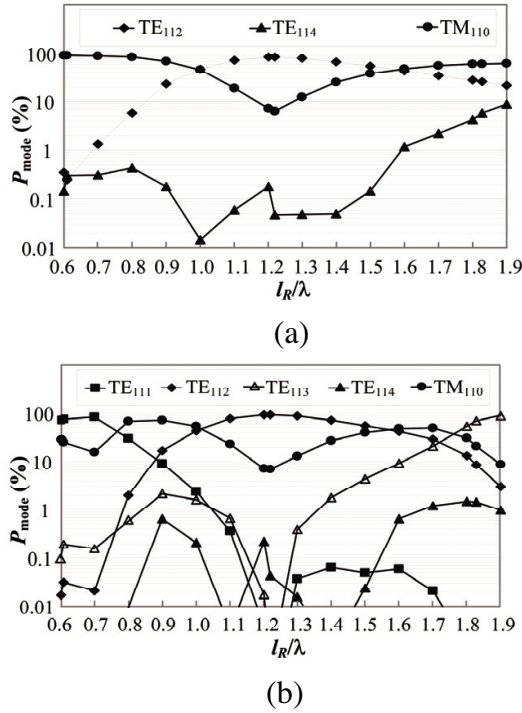 TE₁₁₂ TE₁₁₄ TM₁₁₀
100
10
1
0.1
0.01
P_mode (%)
0.6 0.7 0.8 0.9 1.0 1.1 1.2 1.3 1.4 1.5 1.6 1.7 1.8 1.9
l_R/λ
(a)
TE₁₁₁ TE₁₁₂ TE₁₁₃ TE₁₁₄ TM₁₁₀
100
10
1
0.1
0.01
P_mode (%)
0.6 0.7 0.8 0.9 1.0 1.1 1.2 1.3 1.4 1.5 1.6 1.7 1.8 1.9
l_R/λ
(b)